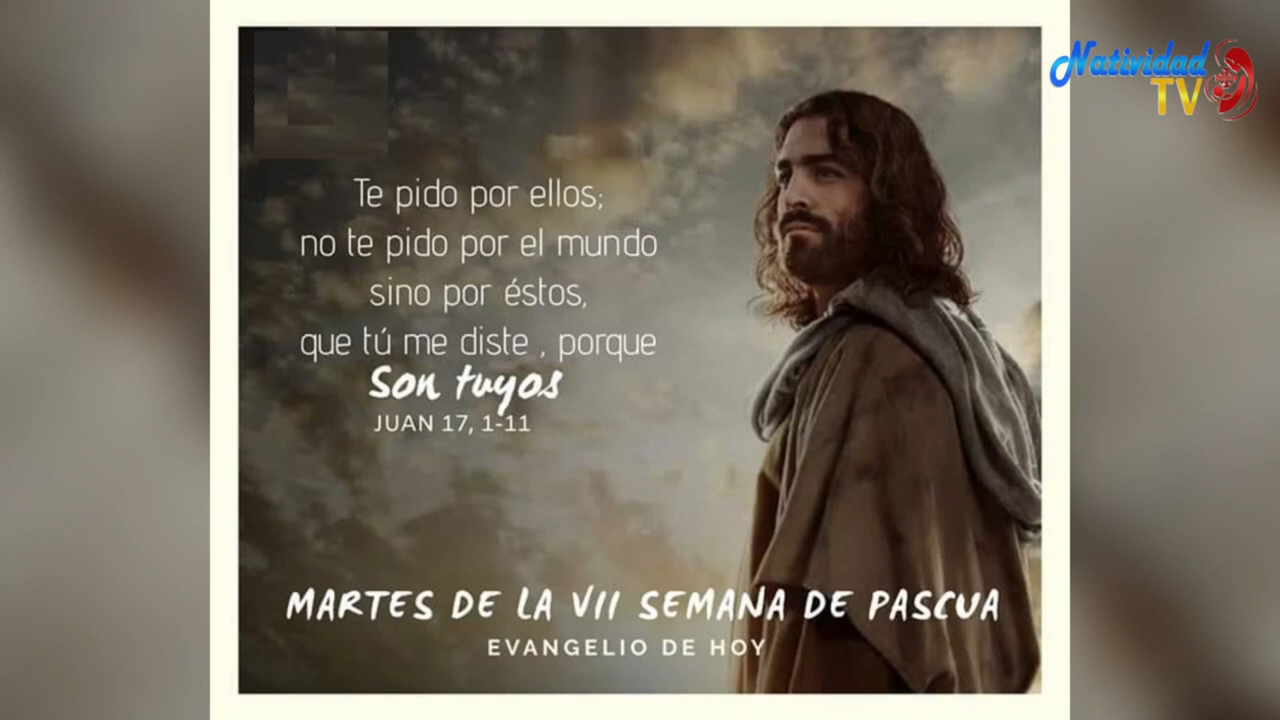 Natividad
TV
Te pido por ellos;
no te pido por el mundo
sino por éstos,
que tú me diste , porque
Son tuyos
JUAN 17, 1-11
MARTES DE LA VII SEMANA DE PASCUA
EVANGELIO DE HOY